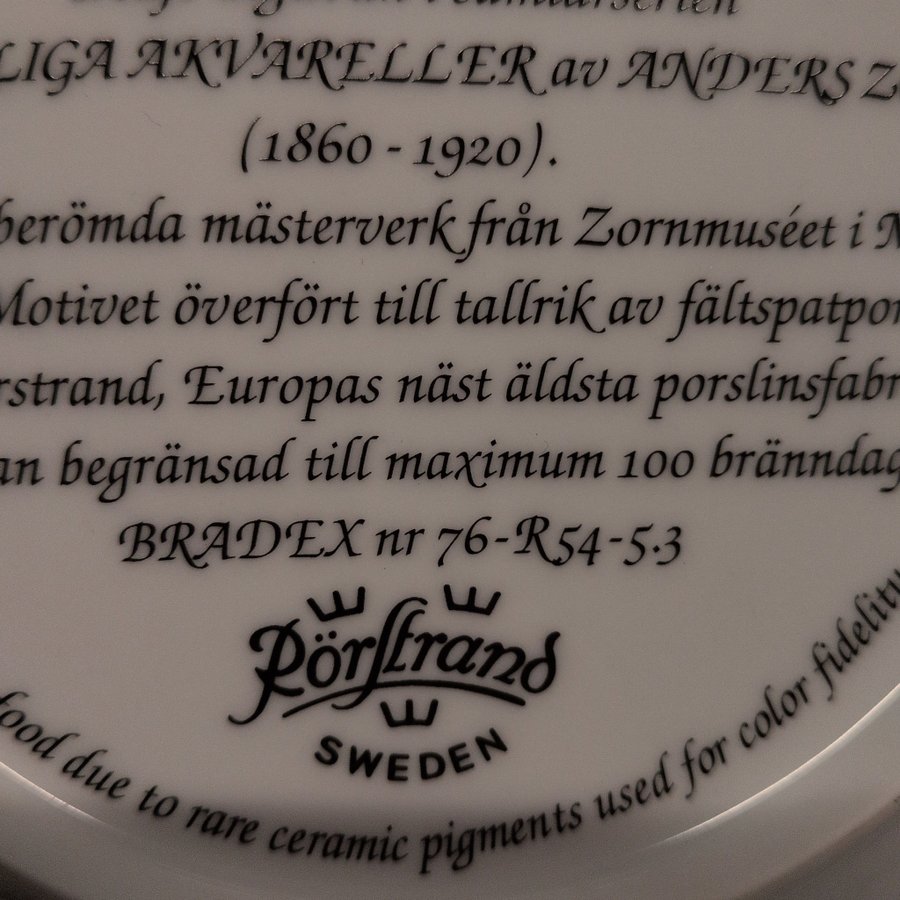 LIGA AKVARELLER av ANDERS Z
(1860 - 1920).
berömda mästerverk från Zornmuséet i M
Motivet överfört till tallrik av fältspatpor
rstrand, Europas näst äldsta porslinsfabr
an begränsad till maximum 100 bränndag
BRADEX nr 76-R54-5.3
Rörstrand
SWEDEN
food due to rare ceramic pigments used for color fidelity